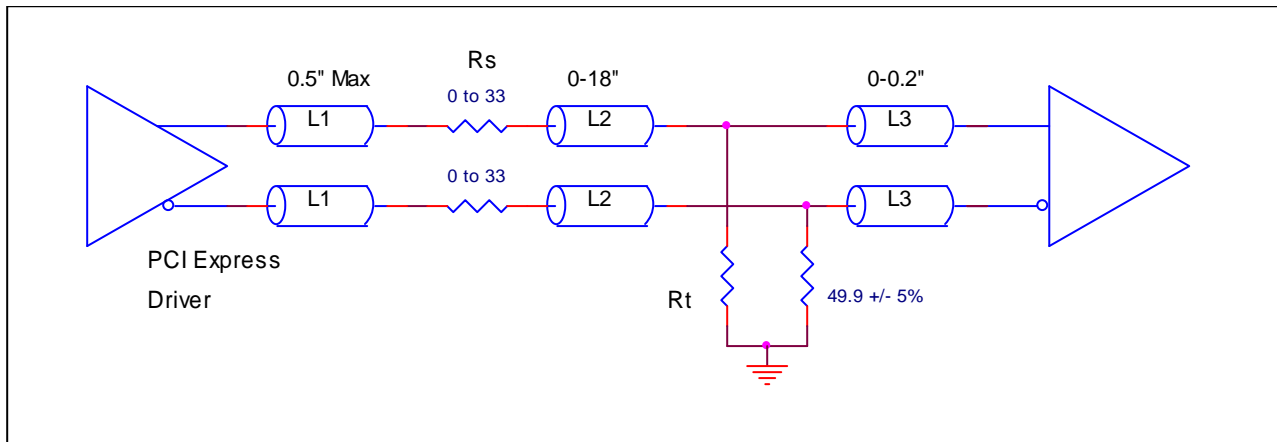 Rs
0.5" Max
0-18"
0-0.2"
0 to 33
L1
L2
L3
0 to 33
L1
L2
L3
PCI Express
Driver
Rt
49.9 +/- 5%